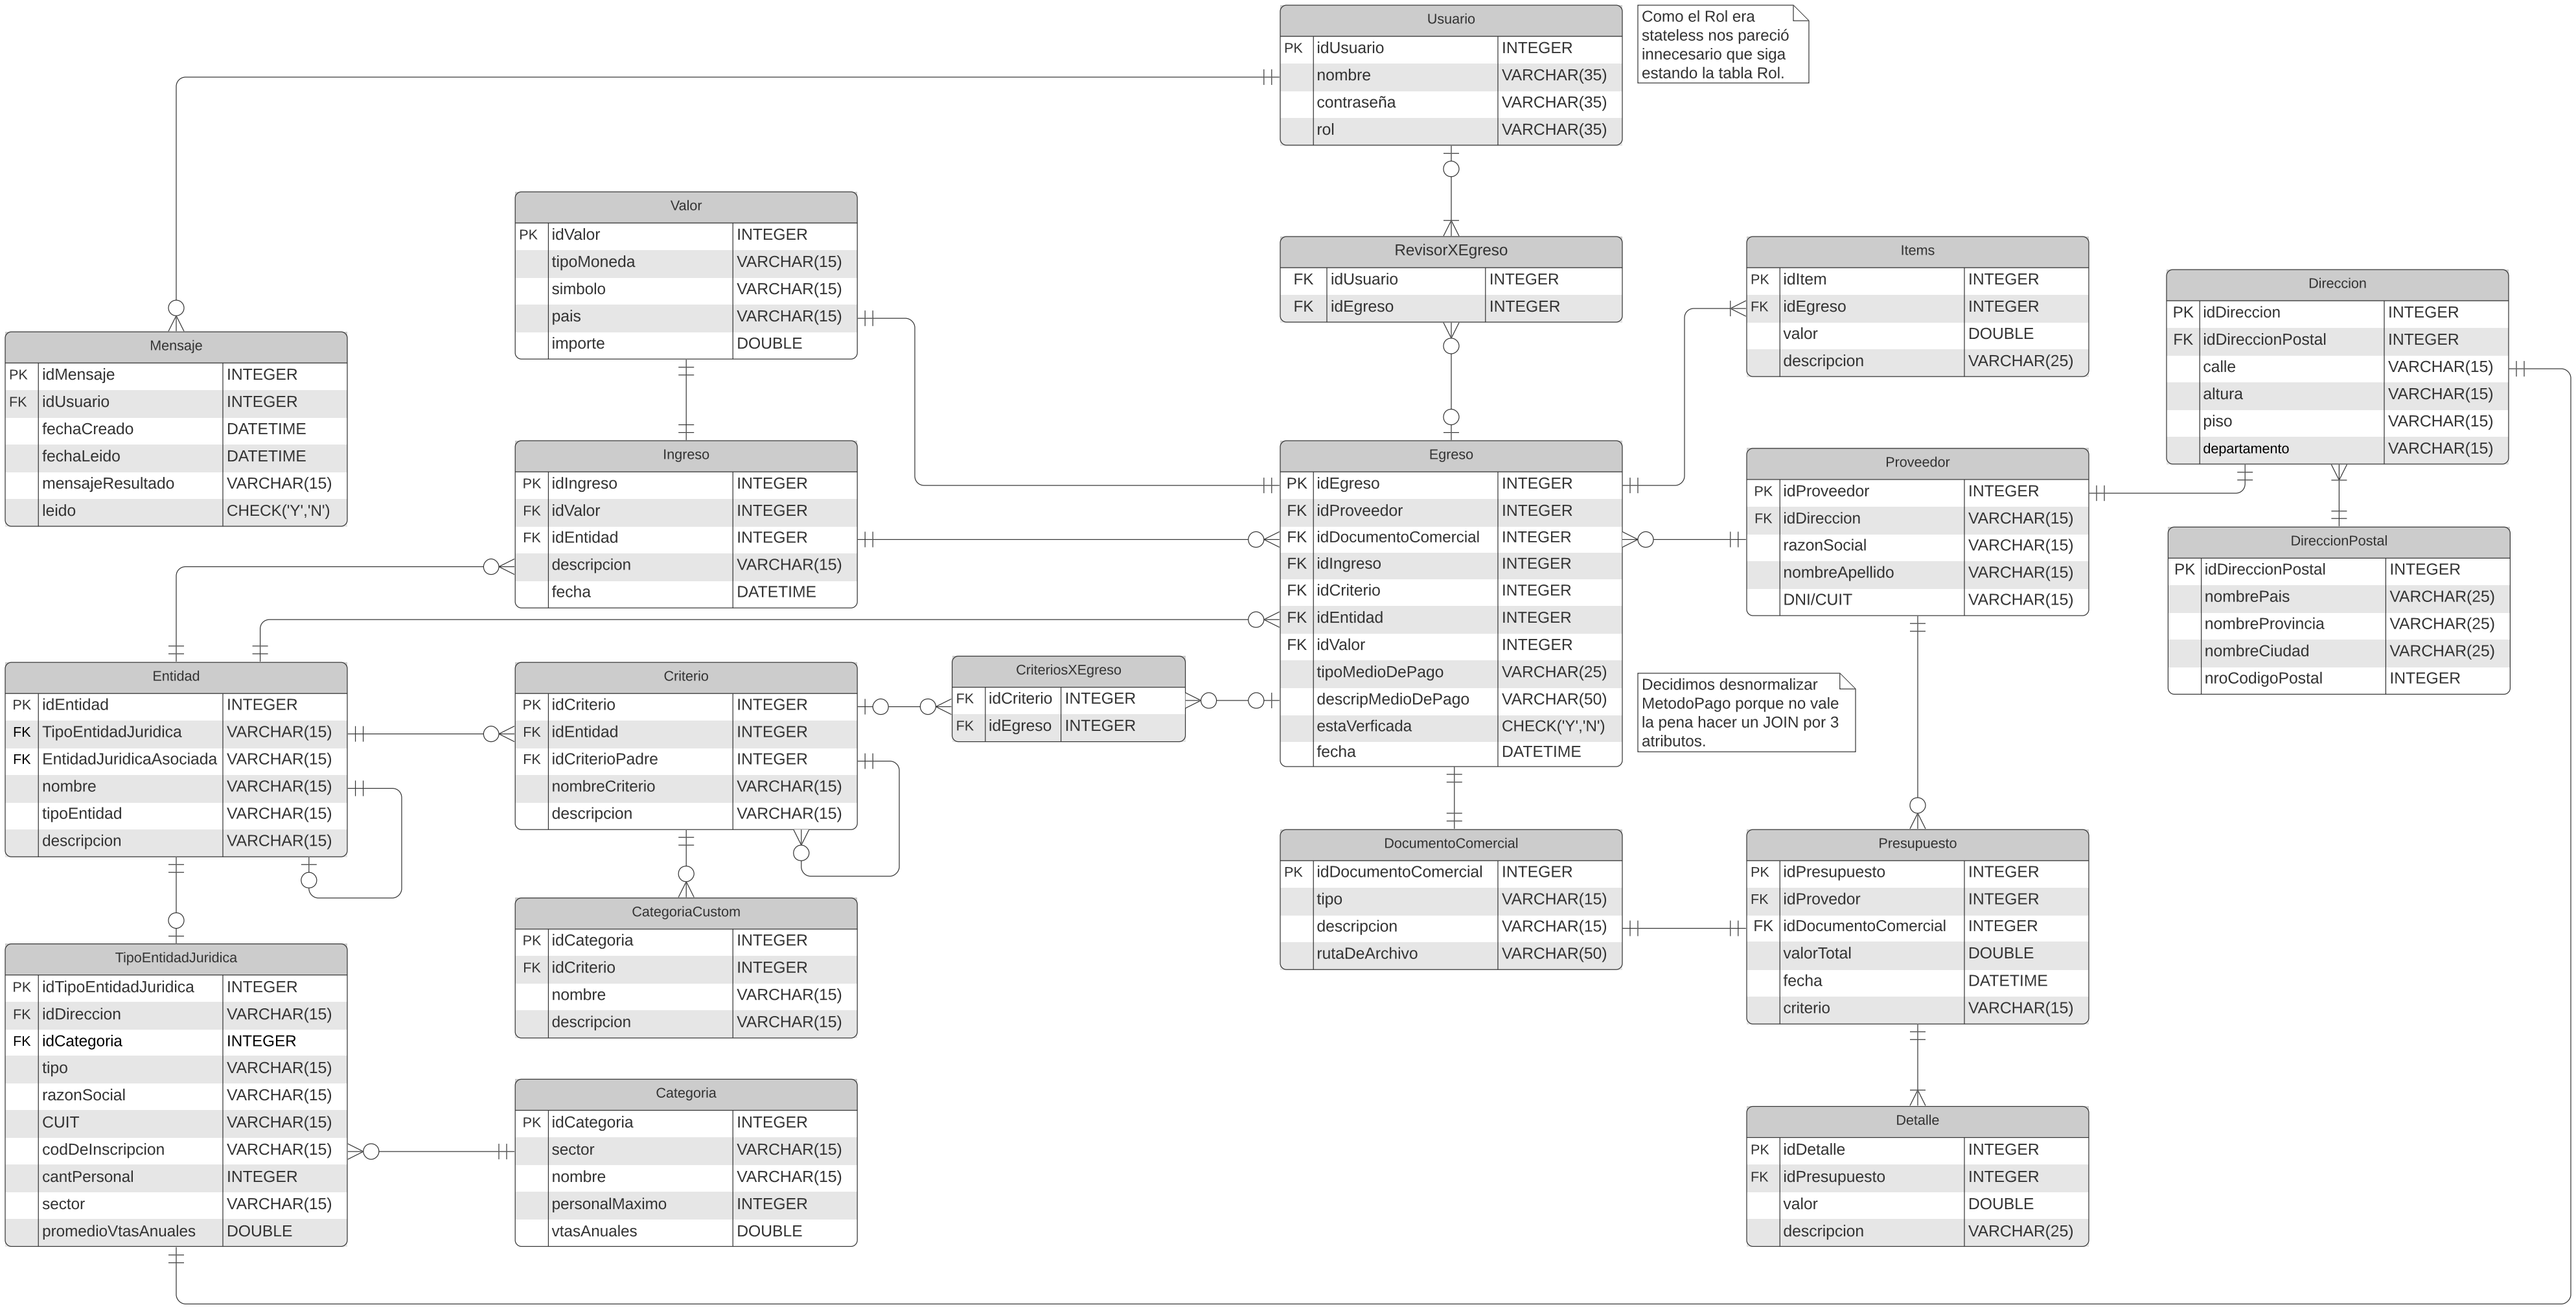 Usuario
PK idUsuario INTEGER
nombre VARCHAR(35)
contraseña VARCHAR(35)
rol VARCHAR(35)
Como el Rol era
stateless nos pareció
innecesario que siga
estando la tabla Rol.
Valor
PK idValor INTEGER
tipoMoneda VARCHAR(15)
simbolo VARCHAR(15)
pais VARCHAR(15)
importe DOUBLE
RevisorXEgreso
FK idUsuario INTEGER
FK idEgreso INTEGER
Items
PK idItem INTEGER
FK idEgreso INTEGER
valor DOUBLE
descripcion VARCHAR(25)
Direccion
PK idDireccion INTEGER
FK idDireccionPostal INTEGER
calle VARCHAR(15)
altura VARCHAR(15)
piso VARCHAR(15)
departamento VARCHAR(15)
Mensaje
PK idMensaje INTEGER
FK idUsuario INTEGER
fechaCreado DATETIME
fechaLeido DATETIME
mensajeResultado VARCHAR(15)
leido CHECK('Y','N')
Ingreso
PK idIngreso INTEGER
FK idValor INTEGER
FK idEntidad INTEGER
descripcion VARCHAR(15)
fecha DATETIME
Egreso
PK idEgreso INTEGER
FK idProveedor INTEGER
FK idDocumentoComercial INTEGER
FK idIngreso INTEGER
FK idCriterio INTEGER
FK idEntidad INTEGER
FK idValor INTEGER
tipoMedioDePago VARCHAR(25)
descripMedioDePago VARCHAR(50)
estaVerificada CHECK('Y','N')
fecha DATETIME
Proveedor
PK idProveedor INTEGER
FK idDireccion VARCHAR(15)
razonSocial VARCHAR(15)
nombreApellido VARCHAR(15)
DNI/CUIT VARCHAR(15)
DireccionPostal
PK idDireccionPostal INTEGER
nombrePais VARCHAR(25)
nombreProvincia VARCHAR(25)
nombreCiudad VARCHAR(25)
nroCodigoPostal INTEGER
Entidad
PK idEntidad INTEGER
FK TipoEntidadJuridica VARCHAR(15)
FK EntidadJuridicaAsociada VARCHAR(15)
nombre VARCHAR(15)
tipoEntidad VARCHAR(15)
descripcion VARCHAR(15)
Criterio
PK idCriterio INTEGER
FK idEntidad INTEGER
FK idCriterioPadre INTEGER
nombreCriterio VARCHAR(15)
descripcion VARCHAR(15)
CriteriosXEgreso
FK idCriterio INTEGER
FK idEgreso INTEGER
Decidimos desnormalizar
MetodoPago porque no vale
la pena hacer un JOIN por 3
atributos.
DocumentoComercial
PK idDocumentoComercial INTEGER
tipo VARCHAR(15)
descripcion VARCHAR(15)
rutaDeArchivo VARCHAR(50)
Presupuesto
PK idPresupuesto INTEGER
FK idProvedor INTEGER
FK idDocumentoComercial INTEGER
valorTotal DOUBLE
fecha DATETIME
criterio VARCHAR(15)
CategoriaCustom
PK idCategoria INTEGER
FK idCriterio INTEGER
nombre VARCHAR(15)
descripcion VARCHAR(15)
TipoEntidadJuridica
PK idTipoEntidadJuridica INTEGER
FK idDireccion VARCHAR(15)
FK idCategoria INTEGER
tipo VARCHAR(15)
razonSocial VARCHAR(15)
CUIT VARCHAR(15)
codDeInscripcion VARCHAR(15)
cantPersonal INTEGER
sector VARCHAR(15)
promedioVtasAnuales DOUBLE
Categoria
PK idCategoria INTEGER
sector VARCHAR(15)
nombre VARCHAR(15)
personalMaximo INTEGER
vtasAnuales DOUBLE
Detalle
PK idDetalle INTEGER
FK idPresupuesto INTEGER
valor DOUBLE
descripcion VARCHAR(25)